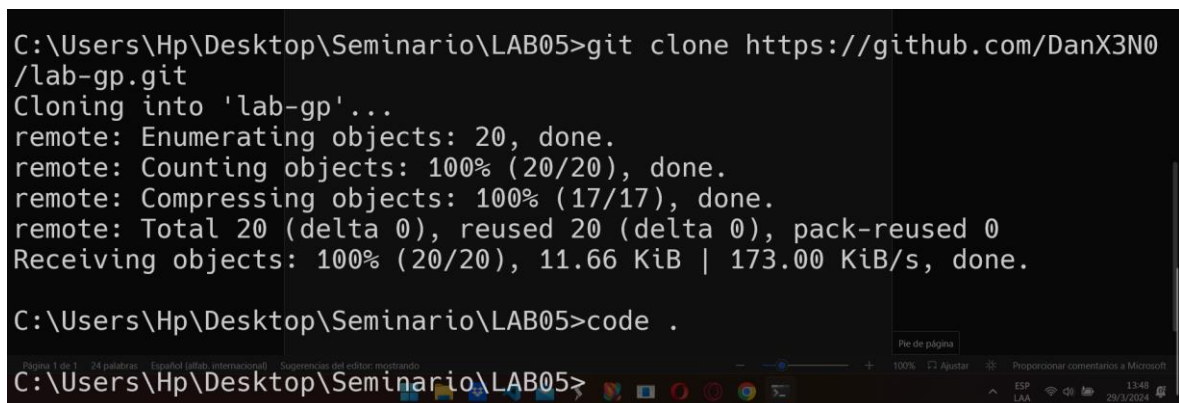 C:\Users\Hp\Desktop\Seminario\LAB05>git clone https://github.com/DanX3N0
/lab-gp.git
Cloning into 'lab-gp'...
remote: Enumerating objects: 20, done.
remote: Counting objects: 100% (20/20), done.
remote: Compressing objects: 100% (17/17), done.
remote: Total 20 (delta 0), reused 20 (delta 0), pack-reused 0
Receiving objects: 100% (20/20), 11.66 KiB | 173.00 KiB/s, done.
C:\Users\Hp\Desktop\Seminario\LAB05>code .
Pie de página
Página 1 de 1 24 palabras Español (alfab. internacional) Sugerencias del editor: mostrando 100% Ajustar Proporcionar comentarios a Microsoft
C:\Users\Hp\Desktop\Seminario\LAB05>
ESP 13:48
LAA 29/3/2024